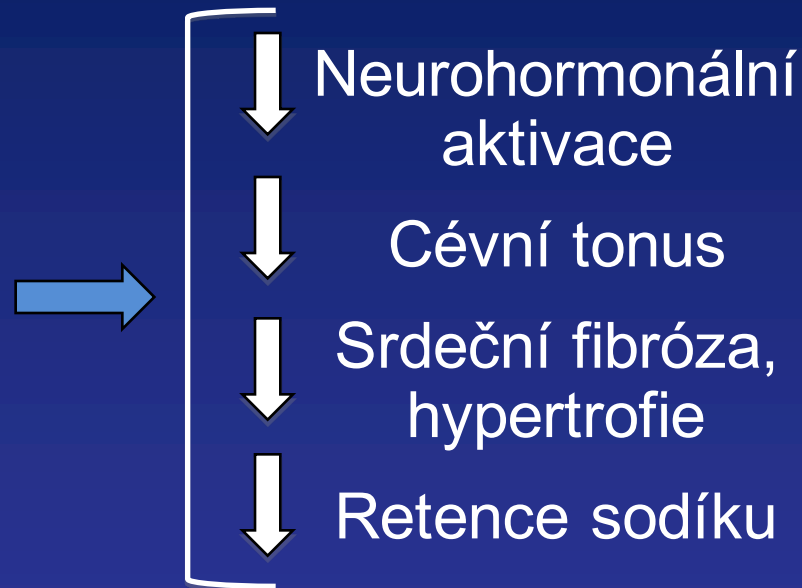 Neurohormonální
aktivace
Cévní tonus
Srdeční fibróza,
hypertrofie
Retence sodíku